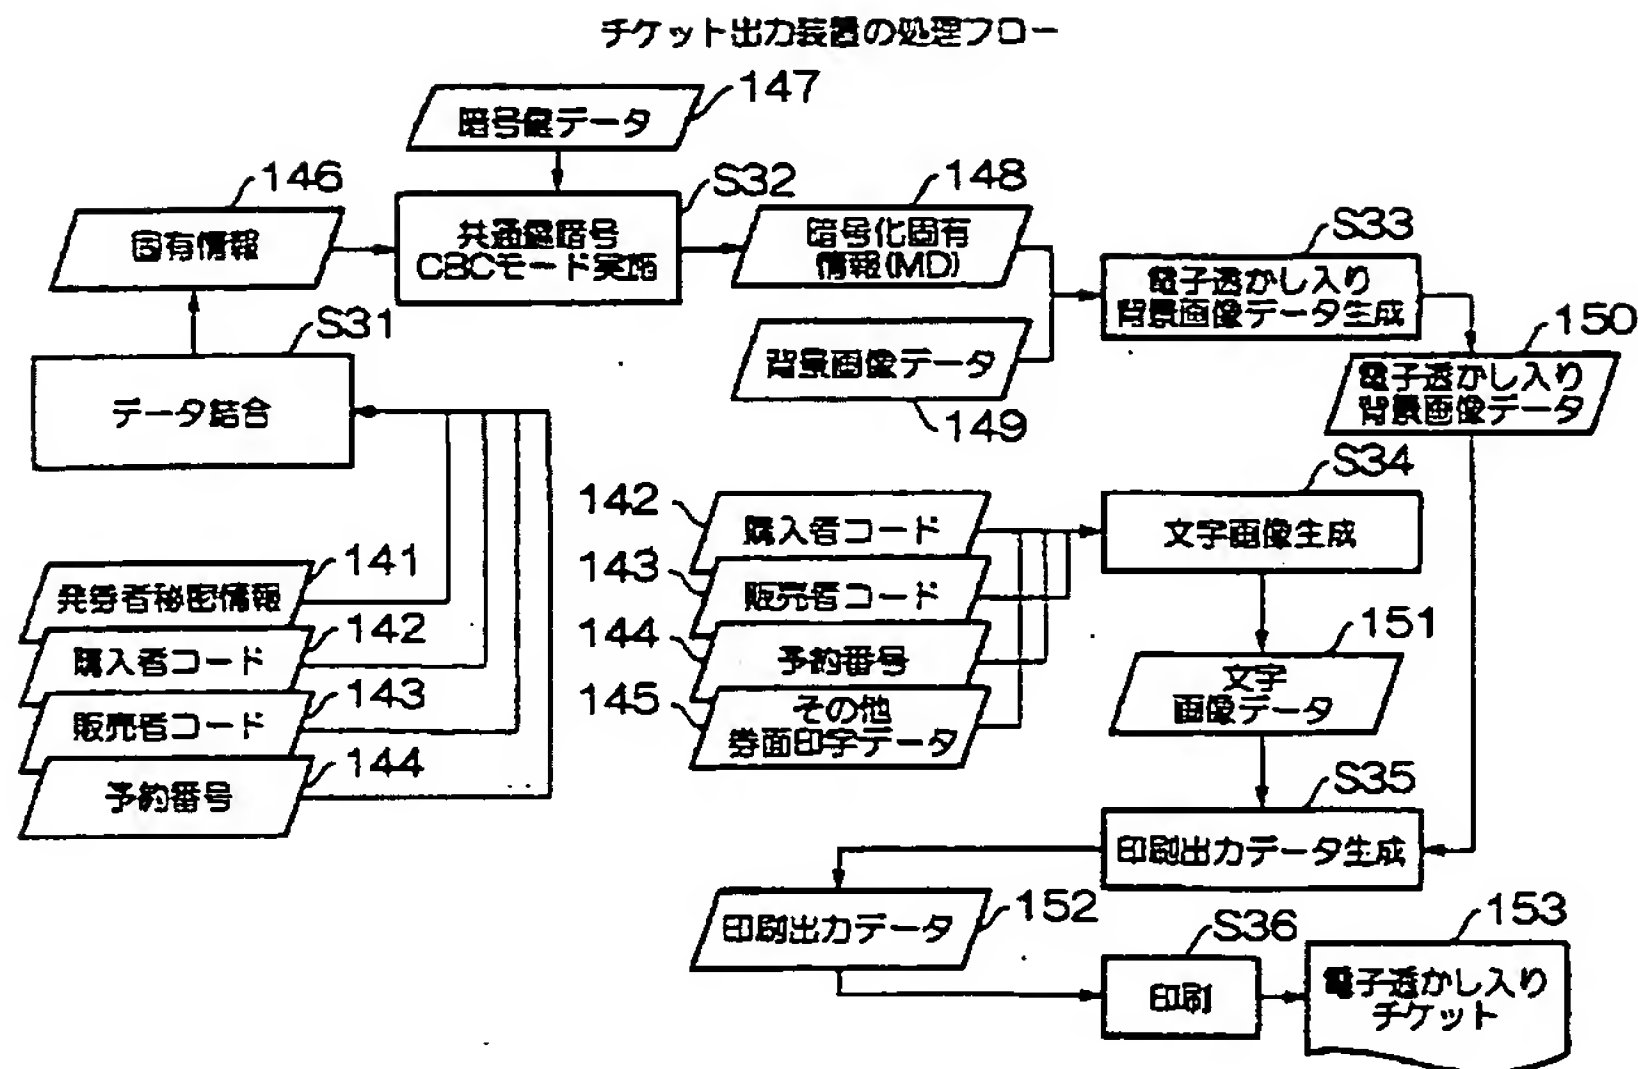 チケット出力装置の処理フロー
147
暗号鍵データ
146
固有情報
S32
共通鍵暗号
CBCモード実施
148
暗号化固有
情報(MD)
S33
電子透かし入り
背景画像データ生成
S31
データ結合
背景画像データ
149
150
電子透かし入り
背景画像データ
141
発券者秘密情報
142
購入者コード
143
販売者コード
144
予約番号
142
購入者コード
143
販売者コード
144
予約番号
145
その他
券面印字データ
S34
文字画像生成
151
文字
画像データ
S35
印刷出力データ生成
152
印刷出力データ
S36
印刷
153
電子透かし入り
チケット